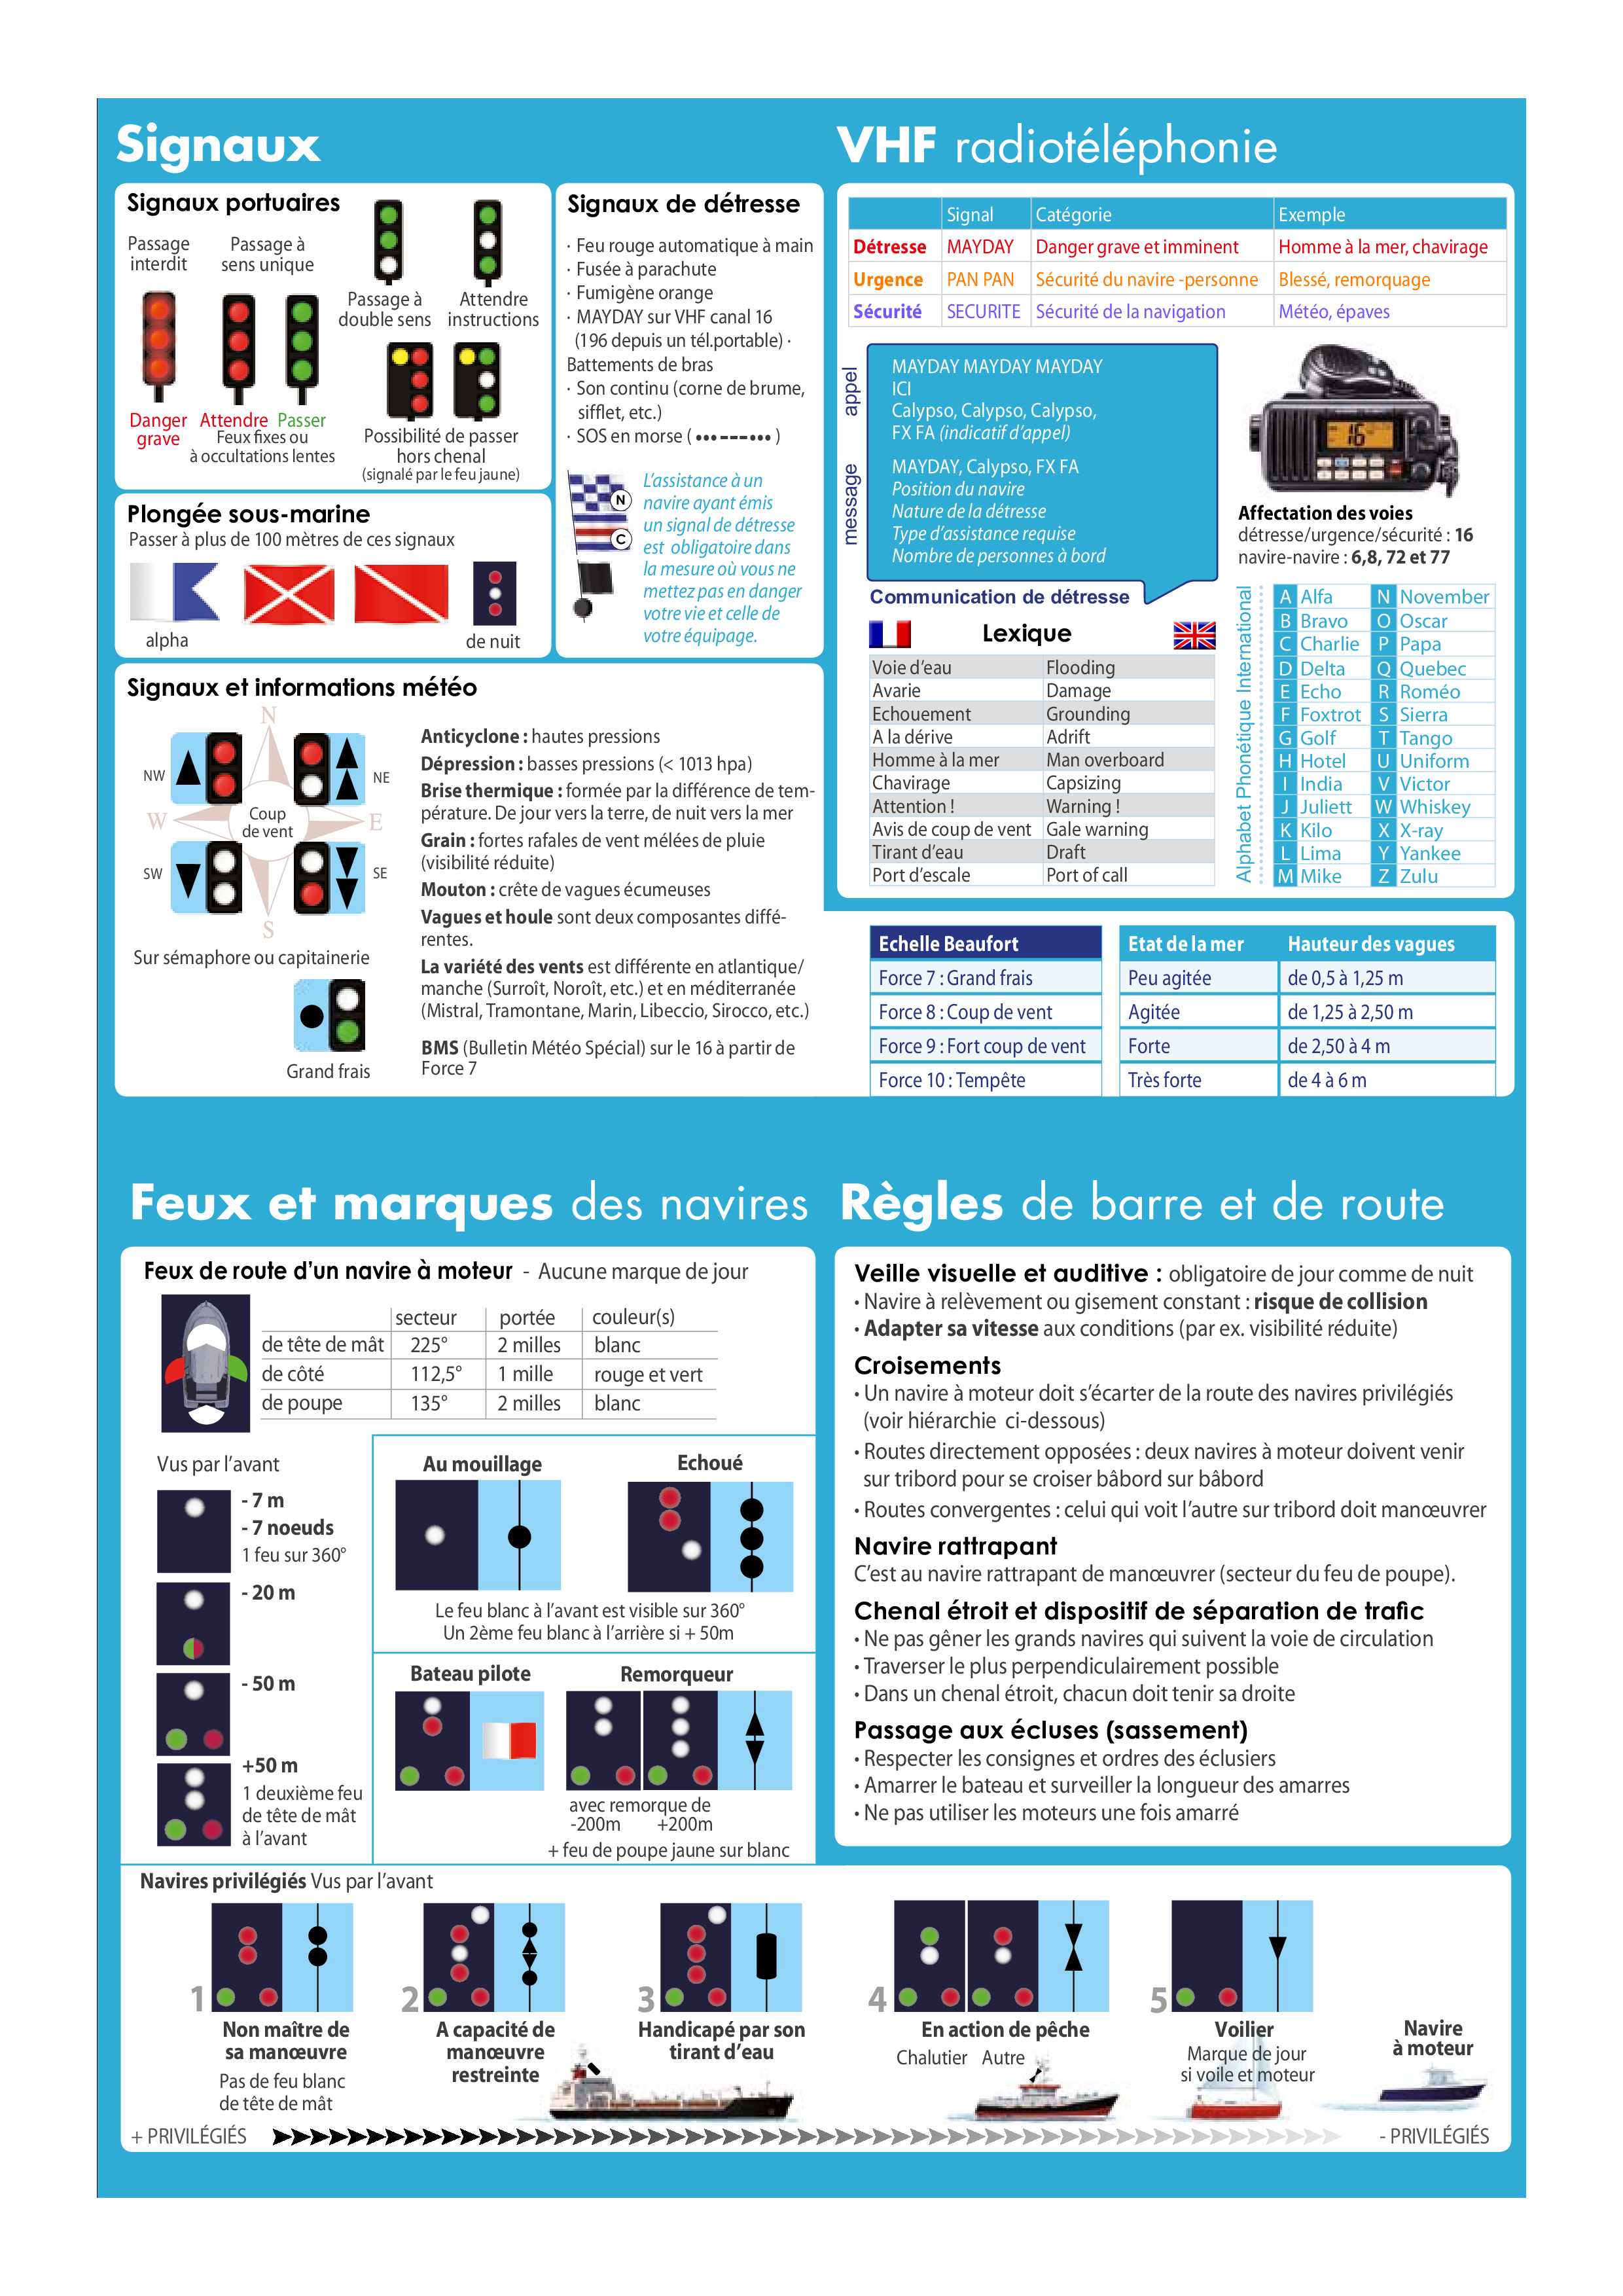 Signaux
Signaux portuaires
Passage
interdit
Passage à
sens unique
Passage à
double sens
Attendre
instructions
Danger
grave
Attendre
Passer
Feux fixes ou
à occultations lentes
Possibilité de passer
hors chenal
(signalé par le feu jaune)
Plongée sous-marine
Passer à plus de 100 mètres de ces signaux
alpha
de nuit
Signaux de détresse
· Feu rouge automatique à main
· Fusée à parachute
· Fumigène orange
· MAYDAY sur VHF canal 16
(196 depuis un tél.portable) ·
Battements de bras
· Son continu (corne de brume,
sifflet, etc.)
· SOS en morse ( ••• --- ••• )
N
C
L'assistance à un
navire ayant émis
un signal de détresse
est obligatoire dans
la mesure où vous ne
mettez pas en danger
votre vie et celle de
votre équipage.
Signaux et informations météo
N
NW
NE
W
Coup
de vent
E
SW
SE
S
Sur sémaphore ou capitainerie
Grand frais
Anticyclone : hautes pressions
Dépression : basses pressions (< 1013 hpa)
Brise thermique : formée par la différence de tem-
pérature. De jour vers la terre, de nuit vers la mer
Grain : fortes rafales de vent mélées de pluie
(visibilité réduite)
Mouton : crête de vagues écumeuses
Vagues et houle sont deux composantes diffé-
rentes.
La variété des vents est différente en atlantique/
manche (Surroît, Noroît, etc.) et en méditerranée
(Mistral, Tramontane, Marin, Libeccio, Sirocco, etc.)
BMS (Bulletin Météo Spécial) sur le 16 à partir de
Force 7
VHF radiotéléphonie
Signal Catégorie Exemple
Détresse MAYDAY Danger grave et imminent Homme à la mer, chavirage
Urgence PAN PAN Sécurité du navire -personne Blessé, remorquage
Sécurité SECURITE Sécurité de la navigation Météo, épaves
appel
MAYDAY MAYDAY MAYDAY
ICI
Calypso, Calypso, Calypso,
FX FA (indicatif d'appel)
message
MAYDAY, Calypso, FX FA
Position du navire
Nature de la détresse
Type d'assistance requise
Nombre de personnes à bord
Communication de détresse
16
Affectation des voies
détresse/urgence/sécurité : 16
navire-navire : 6,8, 72 et 77
Lexique
Voie d'eau Flooding
Avarie Damage
Echouement Grounding
A la dérive Adrift
Homme à la mer Man overboard
Chavirage Capsizing
Attention ! Warning !
Avis de coup de vent Gale warning
Tirant d'eau Draft
Port d'escale Port of call
Alphabet Phonétique International
A Alfa N November
B Bravo O Oscar
C Charlie P Papa
D Delta Q Quebec
E Echo R Roméo
F Foxtrot S Sierra
G Golf T Tango
H Hotel U Uniform
I India V Victor
J Juliett W Whiskey
K Kilo X X-ray
L Lima Y Yankee
M Mike Z Zulu
Echelle Beaufort
Force 7 : Grand frais
Force 8 : Coup de vent
Force 9 : Fort coup de vent
Force 10 : Tempête
Etat de la mer Hauteur des vagues
Peu agitée de 0,5 à 1,25 m
Agitée de 1,25 à 2,50 m
Forte de 2,50 à 4 m
Très forte de 4 à 6 m
Feux et marques des navires
Feux de route d'un navire à moteur - Aucune marque de jour
secteur portée couleur(s)
de tête de mât 225° 2 milles blanc
de côté 112,5° 1 mille rouge et vert
de poupe 135° 2 milles blanc
Vus par l'avant
- 7 m
- 7 noeuds
1 feu sur 360°
- 20 m
- 50 m
+50 m
1 deuxième feu
de tête de mât
à l'avant
Au mouillage
Echoué
Le feu blanc à l'avant est visible sur 360°
Un 2ème feu blanc à l'arrière si + 50m
Bateau pilote
Remorqueur
avec remorque de
-200m +200m
+ feu de poupe jaune sur blanc
Règles de barre et de route
Veille visuelle et auditive : obligatoire de jour comme de nuit
• Navire à relèvement ou gisement constant : risque de collision
• Adapter sa vitesse aux conditions (par ex. visibilité réduite)
Croisements
• Un navire à moteur doit s'écarter de la route des navires privilégiés
(voir hiérarchie ci-dessous)
• Routes directement opposées : deux navires à moteur doivent venir
sur tribord pour se croiser bâbord sur bâbord
• Routes convergentes : celui qui voit l'autre sur tribord doit manœuvrer
Navire rattrapant
C'est au navire rattrapant de manœuvrer (secteur du feu de poupe).
Chenal étroit et dispositif de séparation de trafic
• Ne pas gêner les grands navires qui suivent la voie de circulation
• Traverser le plus perpendiculairement possible
• Dans un chenal étroit, chacun doit tenir sa droite
Passage aux écluses (sassement)
• Respecter les consignes et ordres des éclusiers
• Amarrer le bateau et surveiller la longueur des amarres
• Ne pas utiliser les moteurs une fois amarré
Navires privilégiés Vus par l'avant
1
Non maître de
sa manœuvre
Pas de feu blanc
de tête de mât
2
A capacité de
manœuvre
restreinte
3
Handicapé par son
tirant d'eau
4
En action de pêche
Chalutier Autre
5
Voilier
Marque de jour
si voile et moteur
Navire
à moteur
+ PRIVILÉGIÉS
- PRIVILÉGIÉS